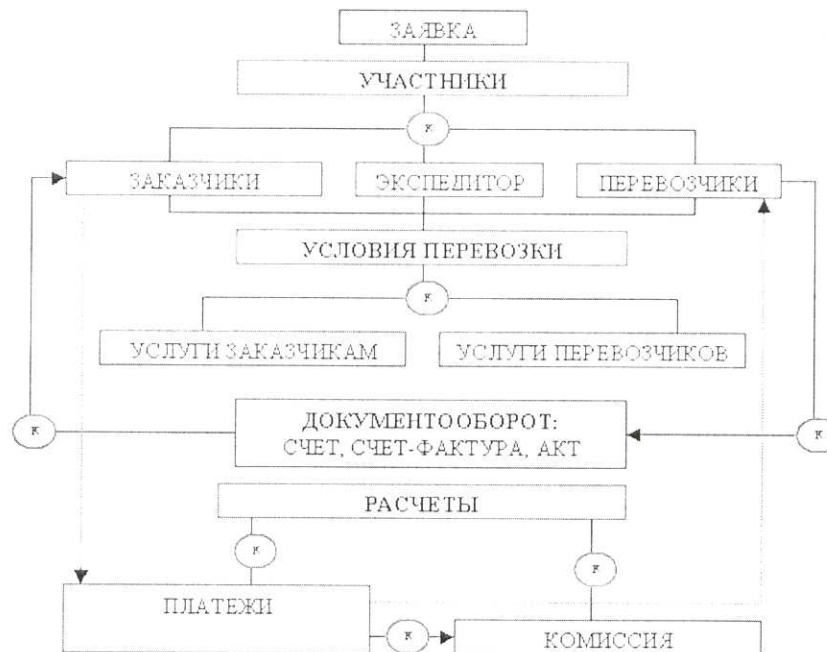 ЗАЯВКА
УЧАСТНИКИ
К
ЗАКАЗЧИКИ
ЭКСПЕДИТОР
ПЕРЕВОЗЧИКИ
УСЛОВИЯ ПЕРЕВОЗКИ
К
УСЛУГИ ЗАКАЗЧИКАМ
УСЛУГИ ПЕРЕВОЗЧИКОВ
ДОКУМЕНТООБОРОТ:
СЧЕТ, СЧЕТ-ФАКТУРА, АКТ
К
К
РАСЧЕТЫ
К
К
ПЛАТЕЖИ
К
КОМИССИЯ